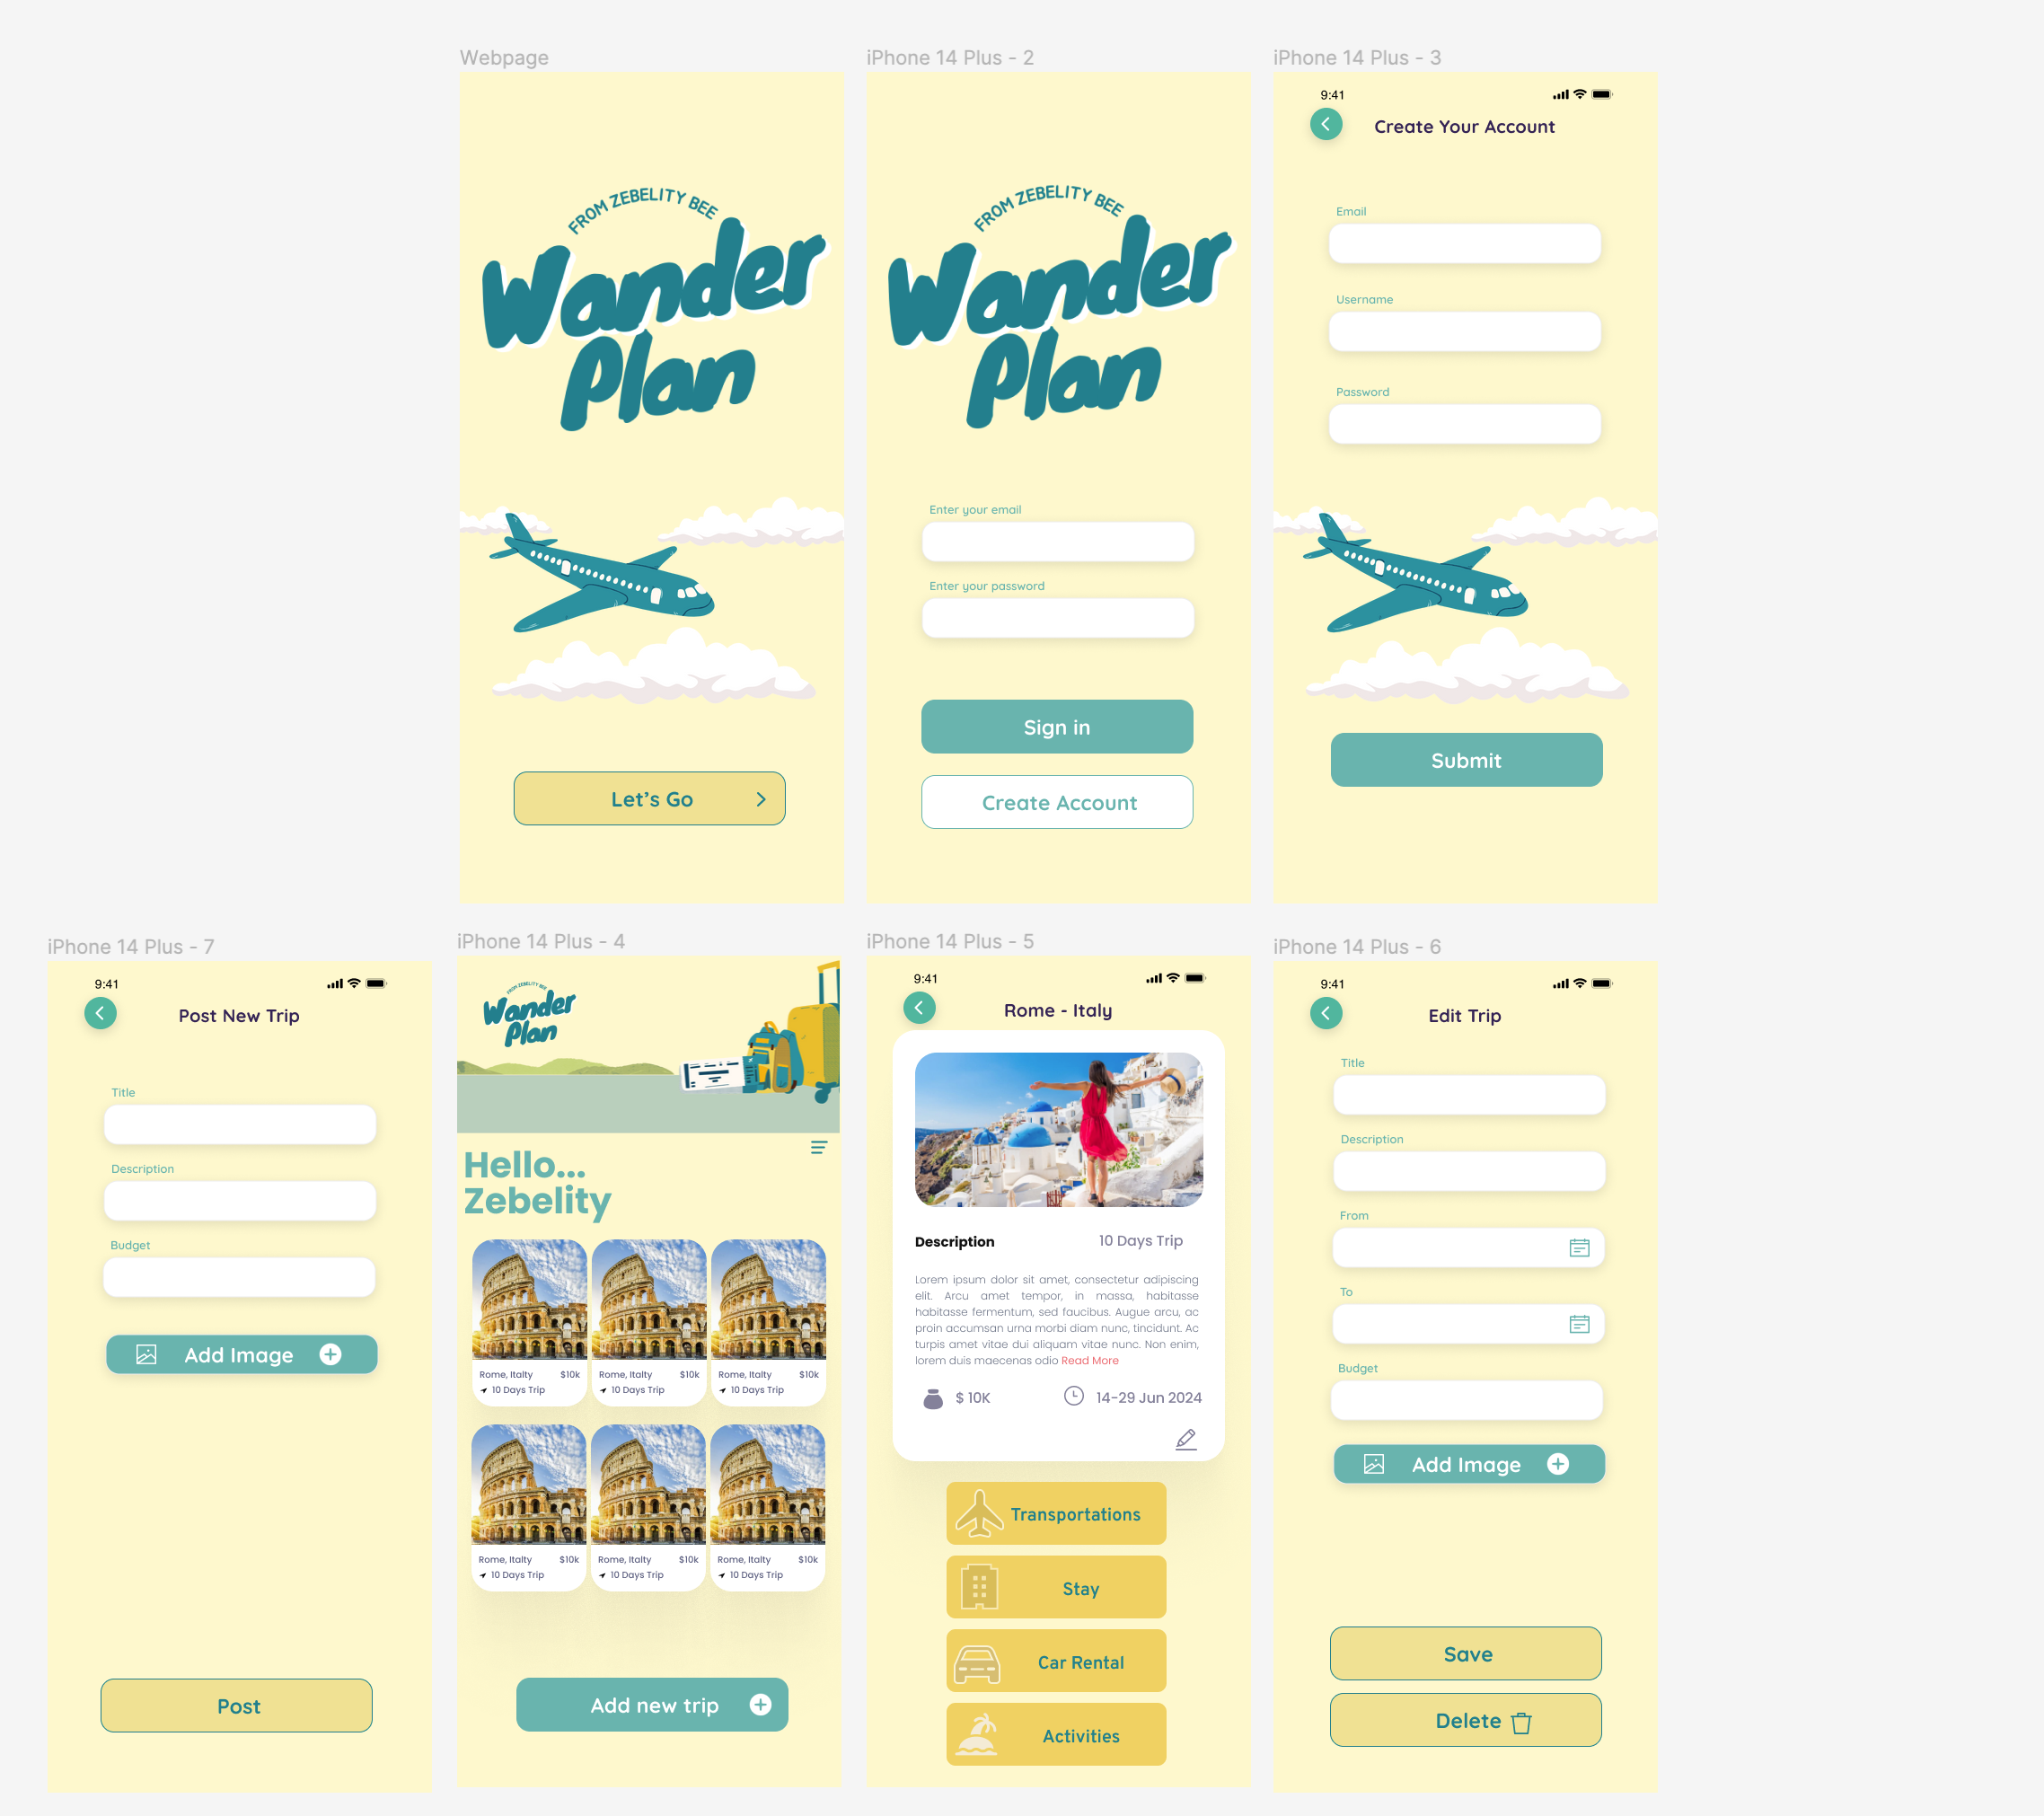 Webpage
FROM ZEBELITY BEE
Wander
Plan
Let's Go
iPhone 14 Plus - 2
FROM ZEBELITY BEE
Wander
Plan
Enter your email
Enter your password
Sign in
Create Account
iPhone 14 Plus - 3
9:41
Create Your Account
Email
Username
Password
Submit
iPhone 14 Plus - 7
9:41
Post New Trip
Title
Description
Budget
Add Image
Post
iPhone 14 Plus - 4
FROM ZEBELITY BEE
Wander
Plan
Hello...
Zebelity
Rome, Italty $10k
10 Days Trip
Rome, Italty $10k
10 Days Trip
Rome, Italty $10k
10 Days Trip
Rome, Italty $10k
10 Days Trip
Rome, Italty $10k
10 Days Trip
Rome, Italty $10k
10 Days Trip
Add new trip
iPhone 14 Plus - 5
9:41
Rome - Italy
Description 10 Days Trip
Lorem ipsum dolor sit amet, consectetur adipiscing
elit. Arcu amet tempor, in massa, habitasse
habitasse fermentum, sed faucibus. Augue arcu, ac
proin accumsan urna morbi diam nunc, tincidunt. Ac
turpis amet vitae dui aliquam vitae nunc. Non enim,
lorem duis maecenas odio Read More
$ 10K 14-29 Jun 2024
Transportations
Stay
Car Rental
Activities
iPhone 14 Plus - 6
9:41
Edit Trip
Title
Description
From
To
Budget
Add Image
Save
Delete